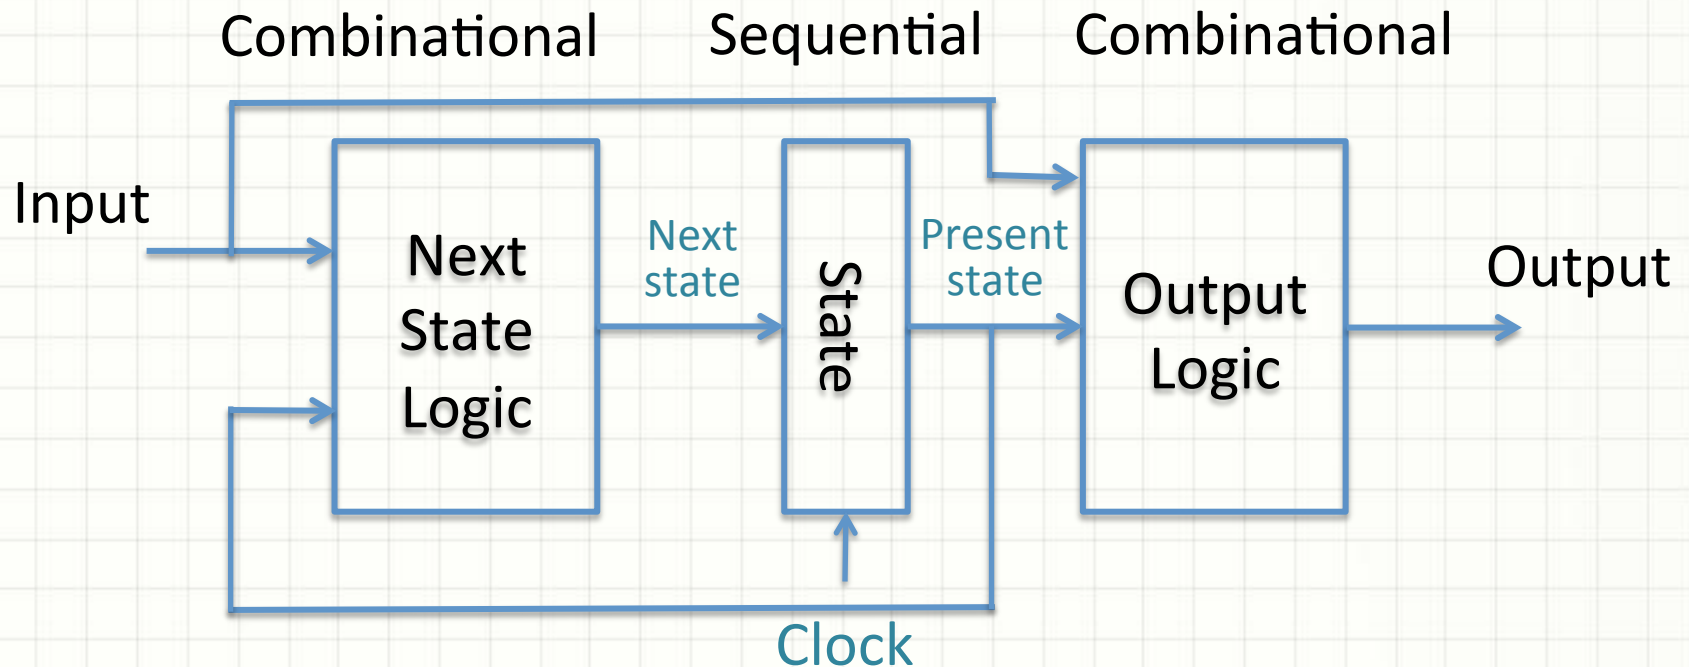 Combinational
Sequential
Combinational
Input
Next
State
Logic
Next
state
State
Present
state
Output
Logic
Output
Clock